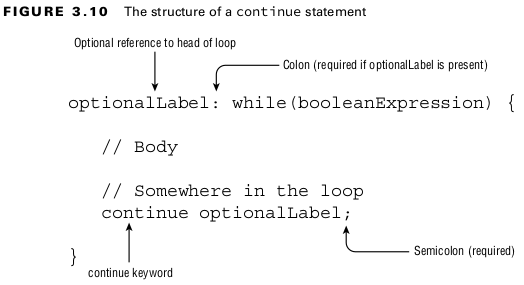 FIGURE 3.10 The structure of a continue statement
Optional reference to head of loop
Colon (required if optionalLabel is present)
optionalLabel: while(booleanExpression) {
// Body
// Somewhere in the loop
continue optionalLabel;
Semicolon (required)
}
continue keyword